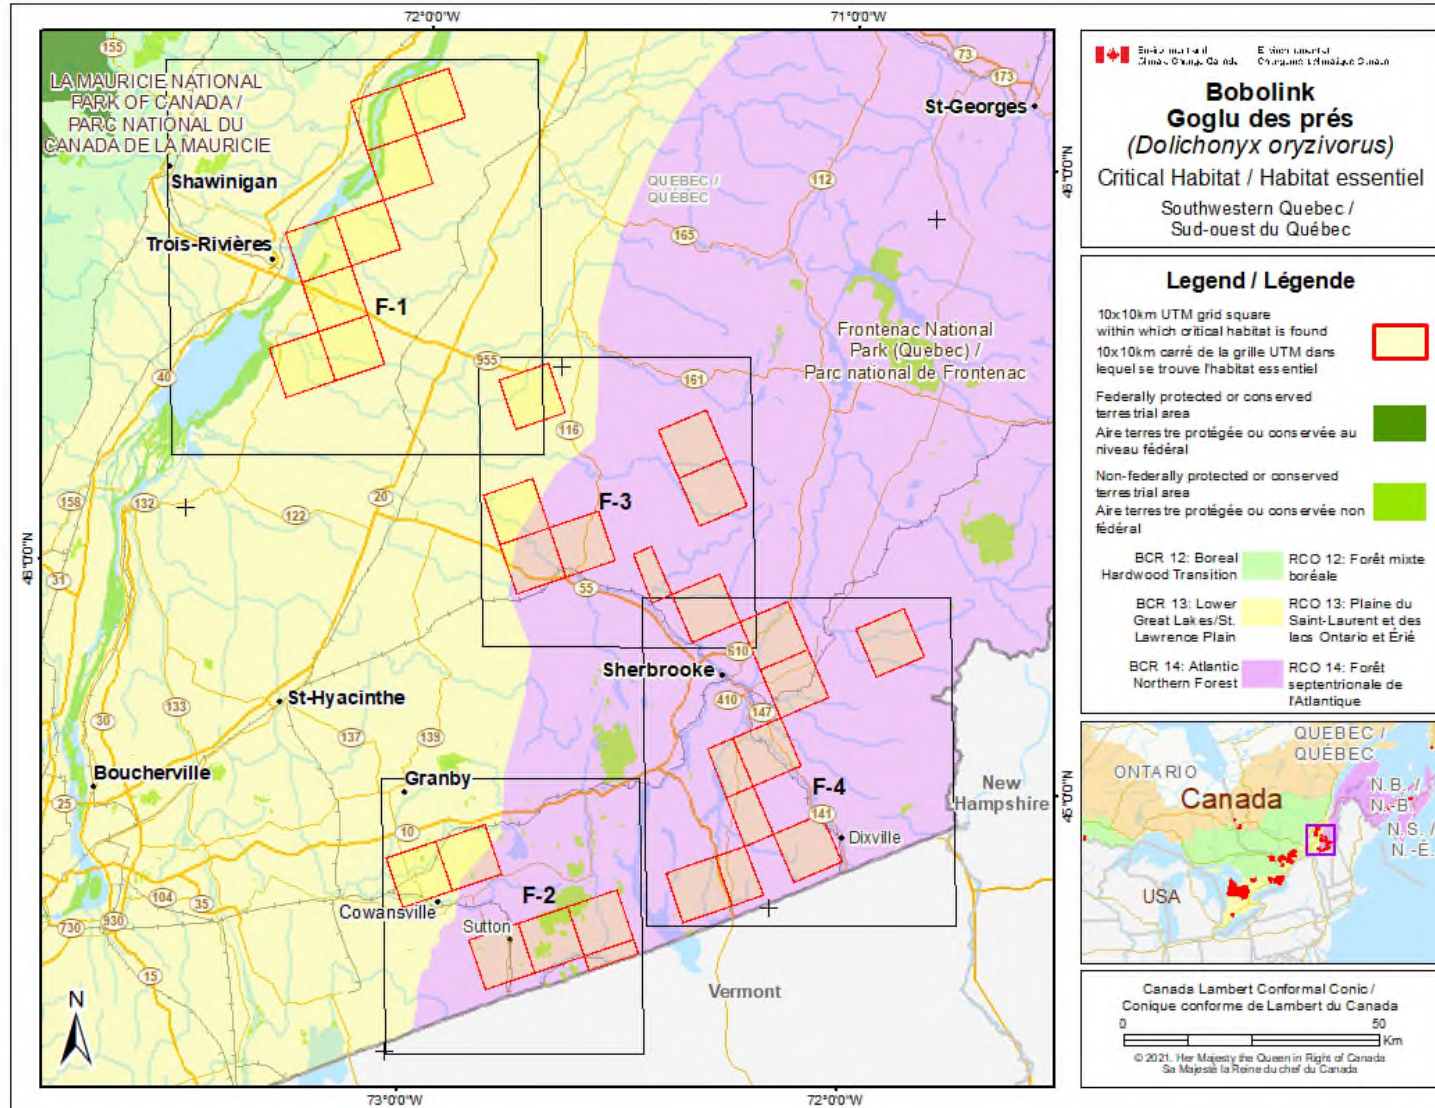 72°0'0"W
71°0'0"W
155
LA MAURICIE NATIONAL
PARK OF CANADA /
PARC NATIONAL DU
CANADA DE LA MAURICIE
Shawinigan
Trois-Rivières
F-1
73
173
St-Georges
QUEBEC /
QUÉBEC
112
165
46°0'0"N
Frontenac National
Park (Quebec) /
Parc national de Frontenac
40
955
161
116
158
132
122
20
F-3
45°0'0"N
31
55
610
Sherbrooke
410
147
St-Hyacinthe
133
30
137
139
Boucherville
Granby
25
10
F-4
141
Dixville
New
Hampshire
45°0'0"N
104
35
Cowansville
F-2
Sutton
730
930
15
N
Vermont
73°0'0"W
72°0'0"W
Bobolink
Goglu des prés
(Dolichonyx oryzivorus)
Critical Habitat / Habitat essentiel
Southwestern Quebec /
Sud-ouest du Québec
Legend / Légende
10x10km UTM grid square
within which critical habitat is found
10x10km carré de la grille UTM dans
lequel se trouve l'habitat essentiel
Federally protected or conserved
terrestrial area
Aire terrestre protégée ou conservée au
niveau fédéral
Non-federally protected or conserved
terrestrial area
Aire terrestre protégée ou conservée non
fédéral
BCR 12: Boreal
Hardwood Transition
RCO 12: Forêt mixte
boréale
BCR 13: Lower
Great Lakes/St.
Lawrence Plain
RCO 13: Plaine du
Saint-Laurent et des
lacs Ontario et Érié
BCR 14: Atlantic
Northern Forest
RCO 14: Forêt
septentrionale de
l'Atlantique
QUEBEC /
QUÉBEC
ONTARIO
Canada
N.B. /
N.-B.
N.S. /
N.-É.
USA
Canada Lambert Conformal Conic /
Conique conforme de Lambert du Canada
0 50
Km
© 2021. Her Majesty the Queen in Right of Canada
Sa Majesté la Reine du chef du Canada